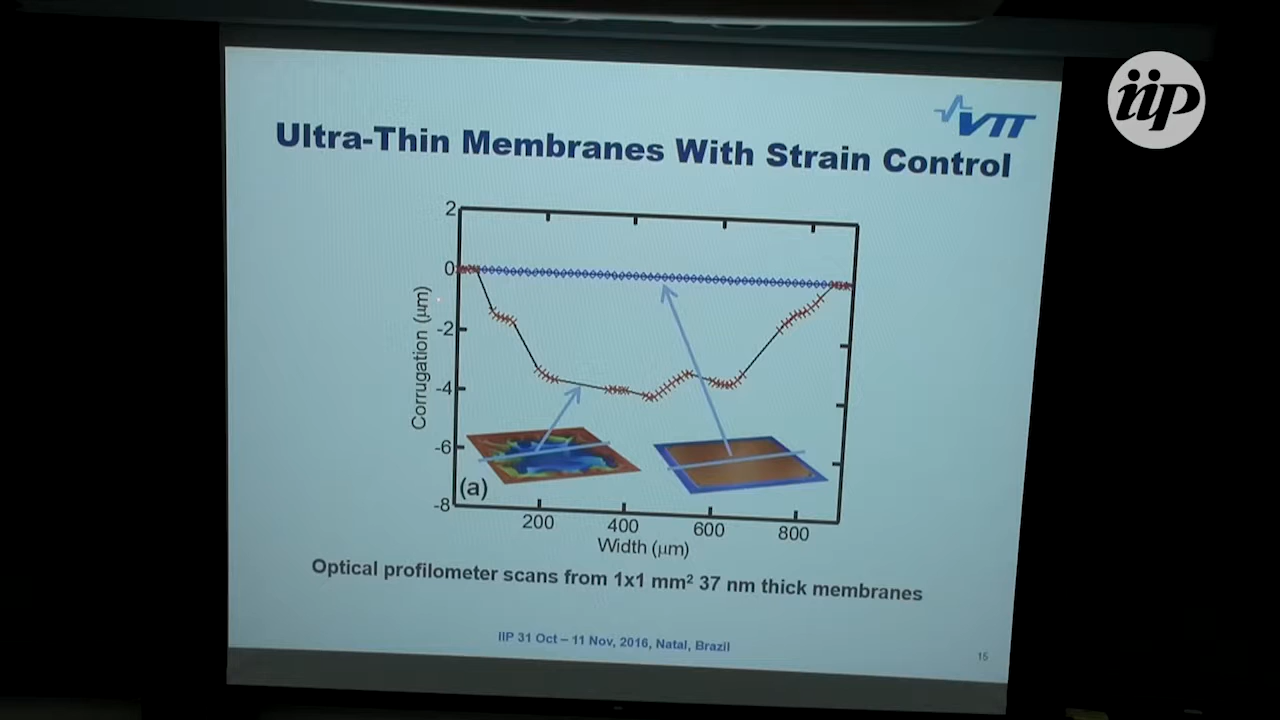 iip
VTT
Ultra-Thin Membranes With Strain Control
2
0
-2
-4
-6
-8
Corrugation (μm)
(a)
200
400
600
800
Width (μm)
Optical profilometer scans from 1x1 mm² 37 nm thick membranes
IIP 31 Oct – 11 Nov, 2016, Natal, Brazil
15